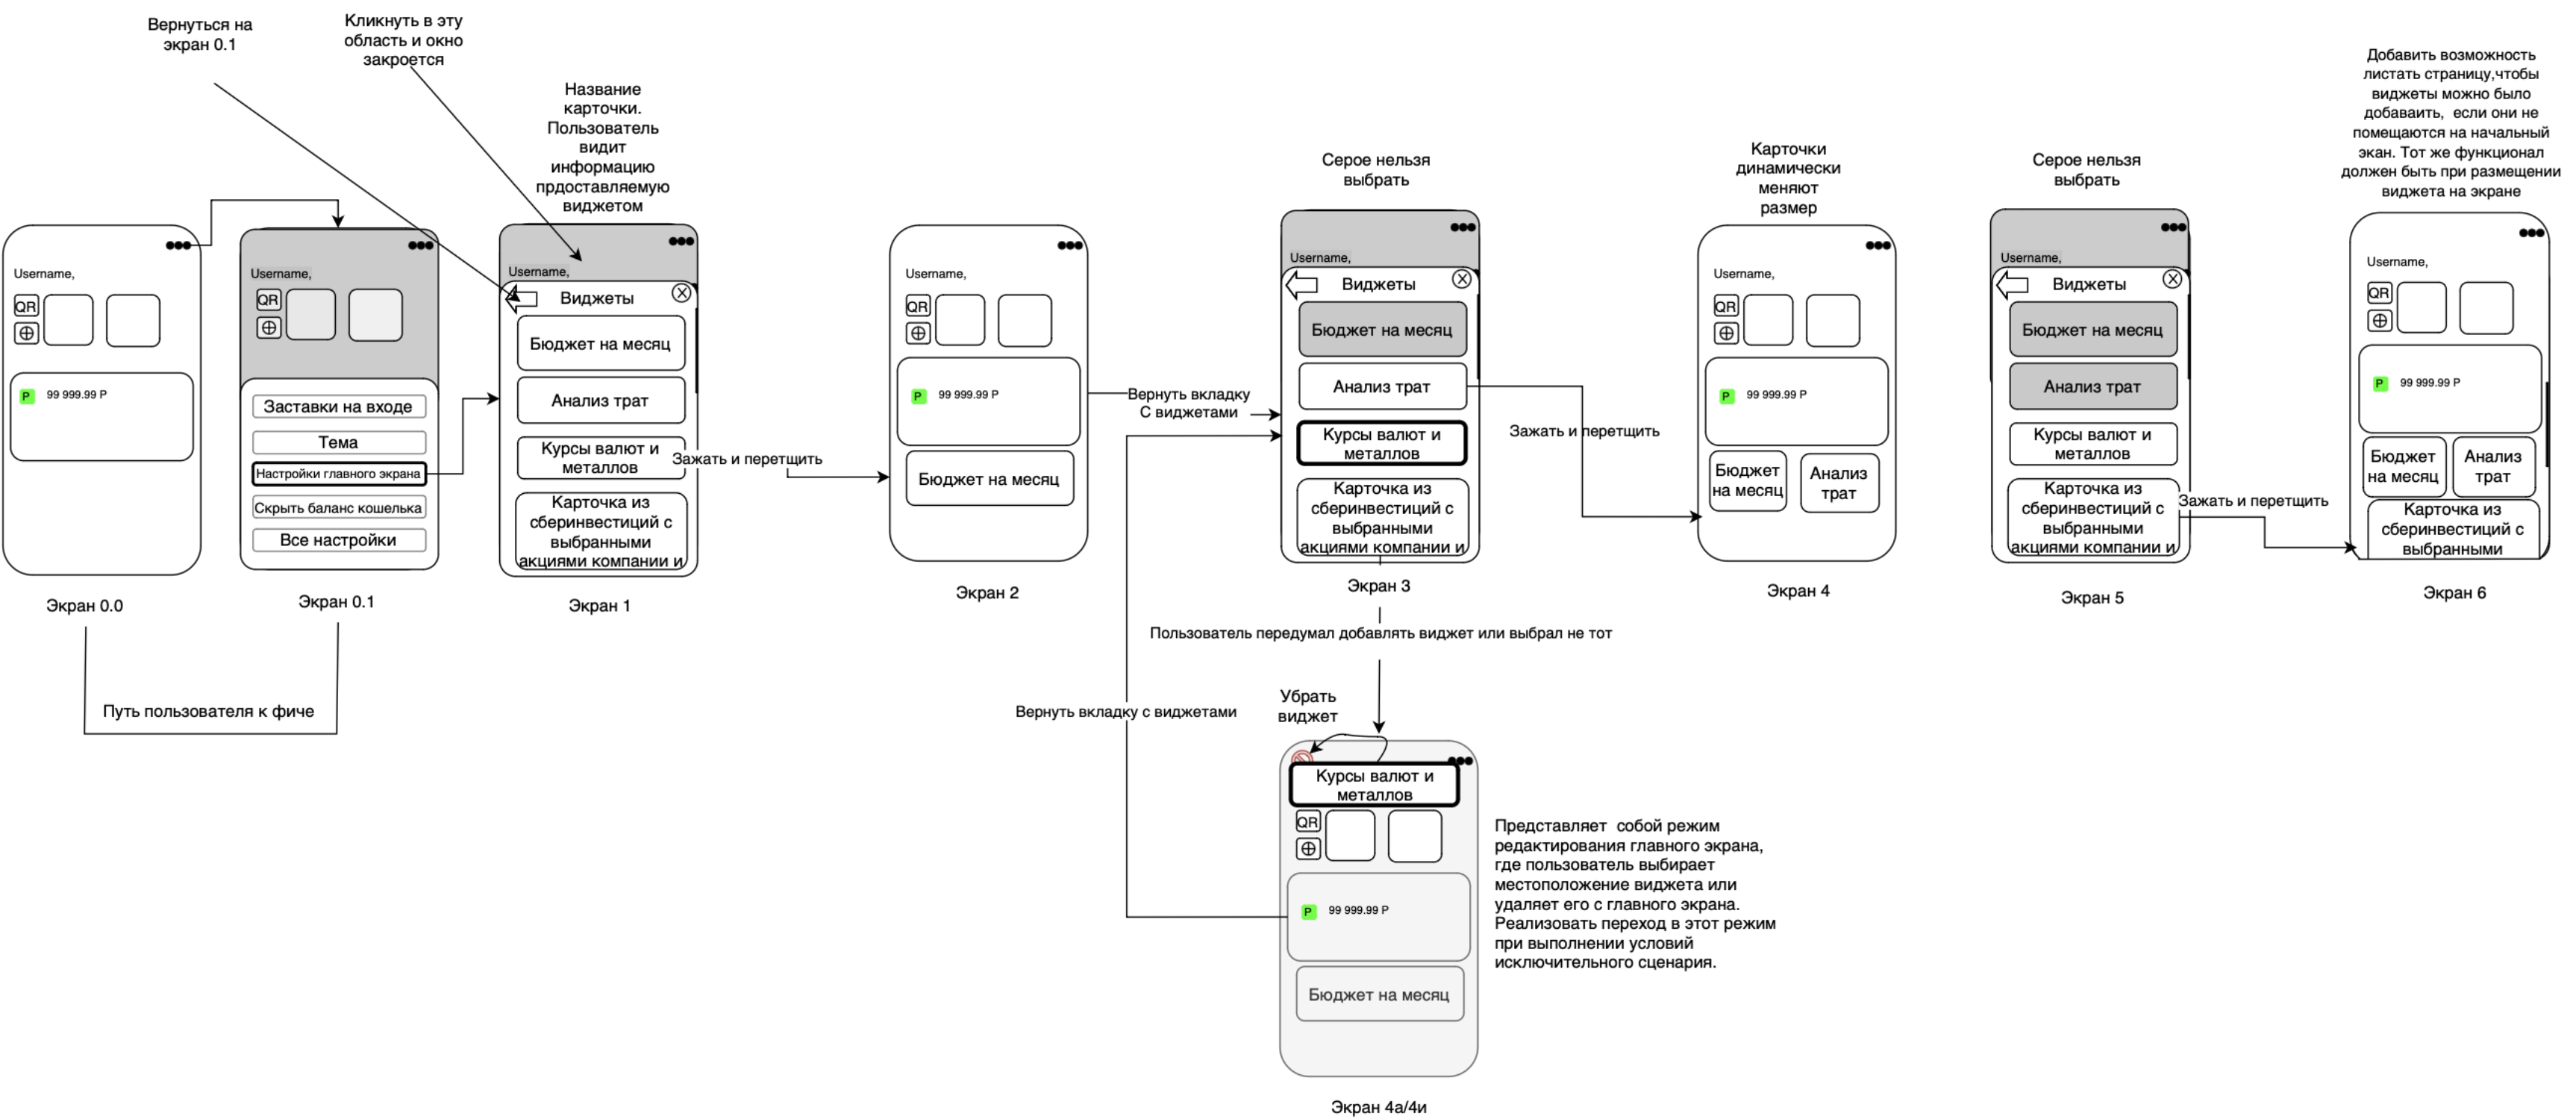 Вернуться на
экран 0.1
Кликнуть в эту
область и окно
закроется
Название
карточки.
Пользователь
видит
информацию
прдоставляемую
виджетом
Серое нельзя
выбрать
Карточки
динамически
меняют
размер
Серое нельзя
выбрать
Добавить возможность
листать страницу,чтобы
виджеты можно было
добаваить, если они не
помещаются на начальный
экан. Тот же функционал
должен быть при размещении
виджета на экране
Username,
QR
P 99 999.99 P
Экран 0.0
Username,
QR
Заставки на входе
Тема
Настройки главного экрана
Скрыть баланс кошелька
Все настройки
Экран 0.1
Путь пользователя к фиче
Username,
Виджеты
X
Бюджет на месяц
Анализ трат
Курсы валют и
металлов
Карточка из
сберинвестиций с
выбранными
акциями компании и
Экран 1
Зажать и перетщить
Username,
QR
P 99 999.99 P
Бюджет на месяц
Экран 2
Вернуть вкладку
С виджетами
Username,
Виджеты
X
Бюджет на месяц
Анализ трат
Курсы валют и
металлов
Карточка из
сберинвестиций с
выбранными
акциями компании и
Экран 3
Зажать и перетщить
Username,
QR
P 99 999.99 P
Бюджет
на месяц
Анализ
трат
Экран 4
Username,
Виджеты
X
Бюджет на месяц
Анализ трат
Курсы валют и
металлов
Карточка из
сберинвестиций с
выбранными
акциями компании и
Экран 5
Зажать и перетщить
Username,
QR
P 99 999.99 P
Бюджет
на месяц
Анализ
трат
Карточка из
сберинвестиций с
выбранными
Экран 6
Пользователь передумал добавлять виджет или выбрал не тот
Вернуть вкладку с виджетами
Убрать
виджет
Курсы валют и
металлов
QR
P 99 999.99 P
Бюджет на месяц
Экран 4а/4и
Представляет собой режим
редактирования главного экрана,
где пользователь выбирает
местоположение виджета или
удаляет его с главного экрана.
Реализовать переход в этот режим
при выполнении условий
исключительного сценария.